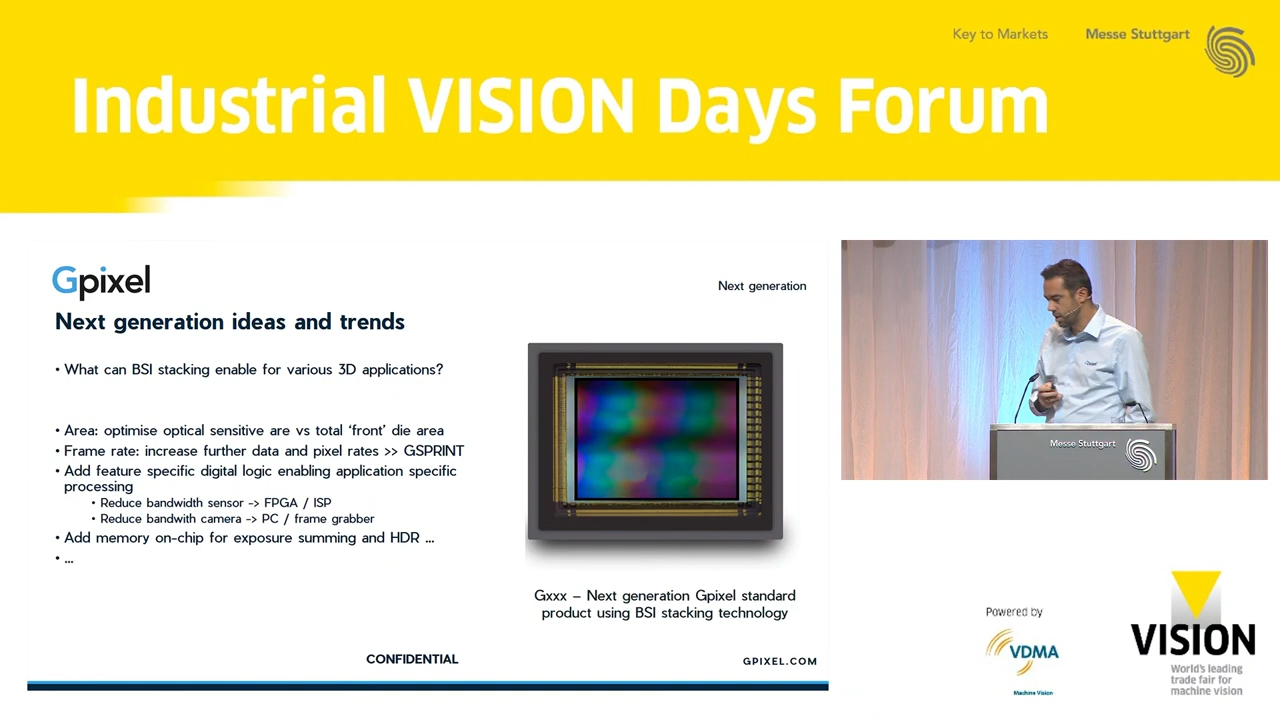 Key to Markets
Messe Stuttgart
Industrial VISION Days Forum
Gpixel
Next generation
Next generation ideas and trends
• What can BSI stacking enable for various 3D applications?
• Area: optimise optical sensitive are vs total ‘front’ die area
• Frame rate: increase further data and pixel rates >> GSPRINT
• Add feature specific digital logic enabling application specific
processing
• Reduce bandwidth sensor -> FPGA / ISP
• Reduce bandwith camera -> PC / frame grabber
• Add memory on-chip for exposure summing and HDR ...
• ...
Gxxx – Next generation Gpixel standard
product using BSI stacking technology
CONFIDENTIAL
GPIXEL.COM
Messe Stuttgart
Powered by
VDMA
Machine Vision
VISION
World's leading
trade fair for
machine vision